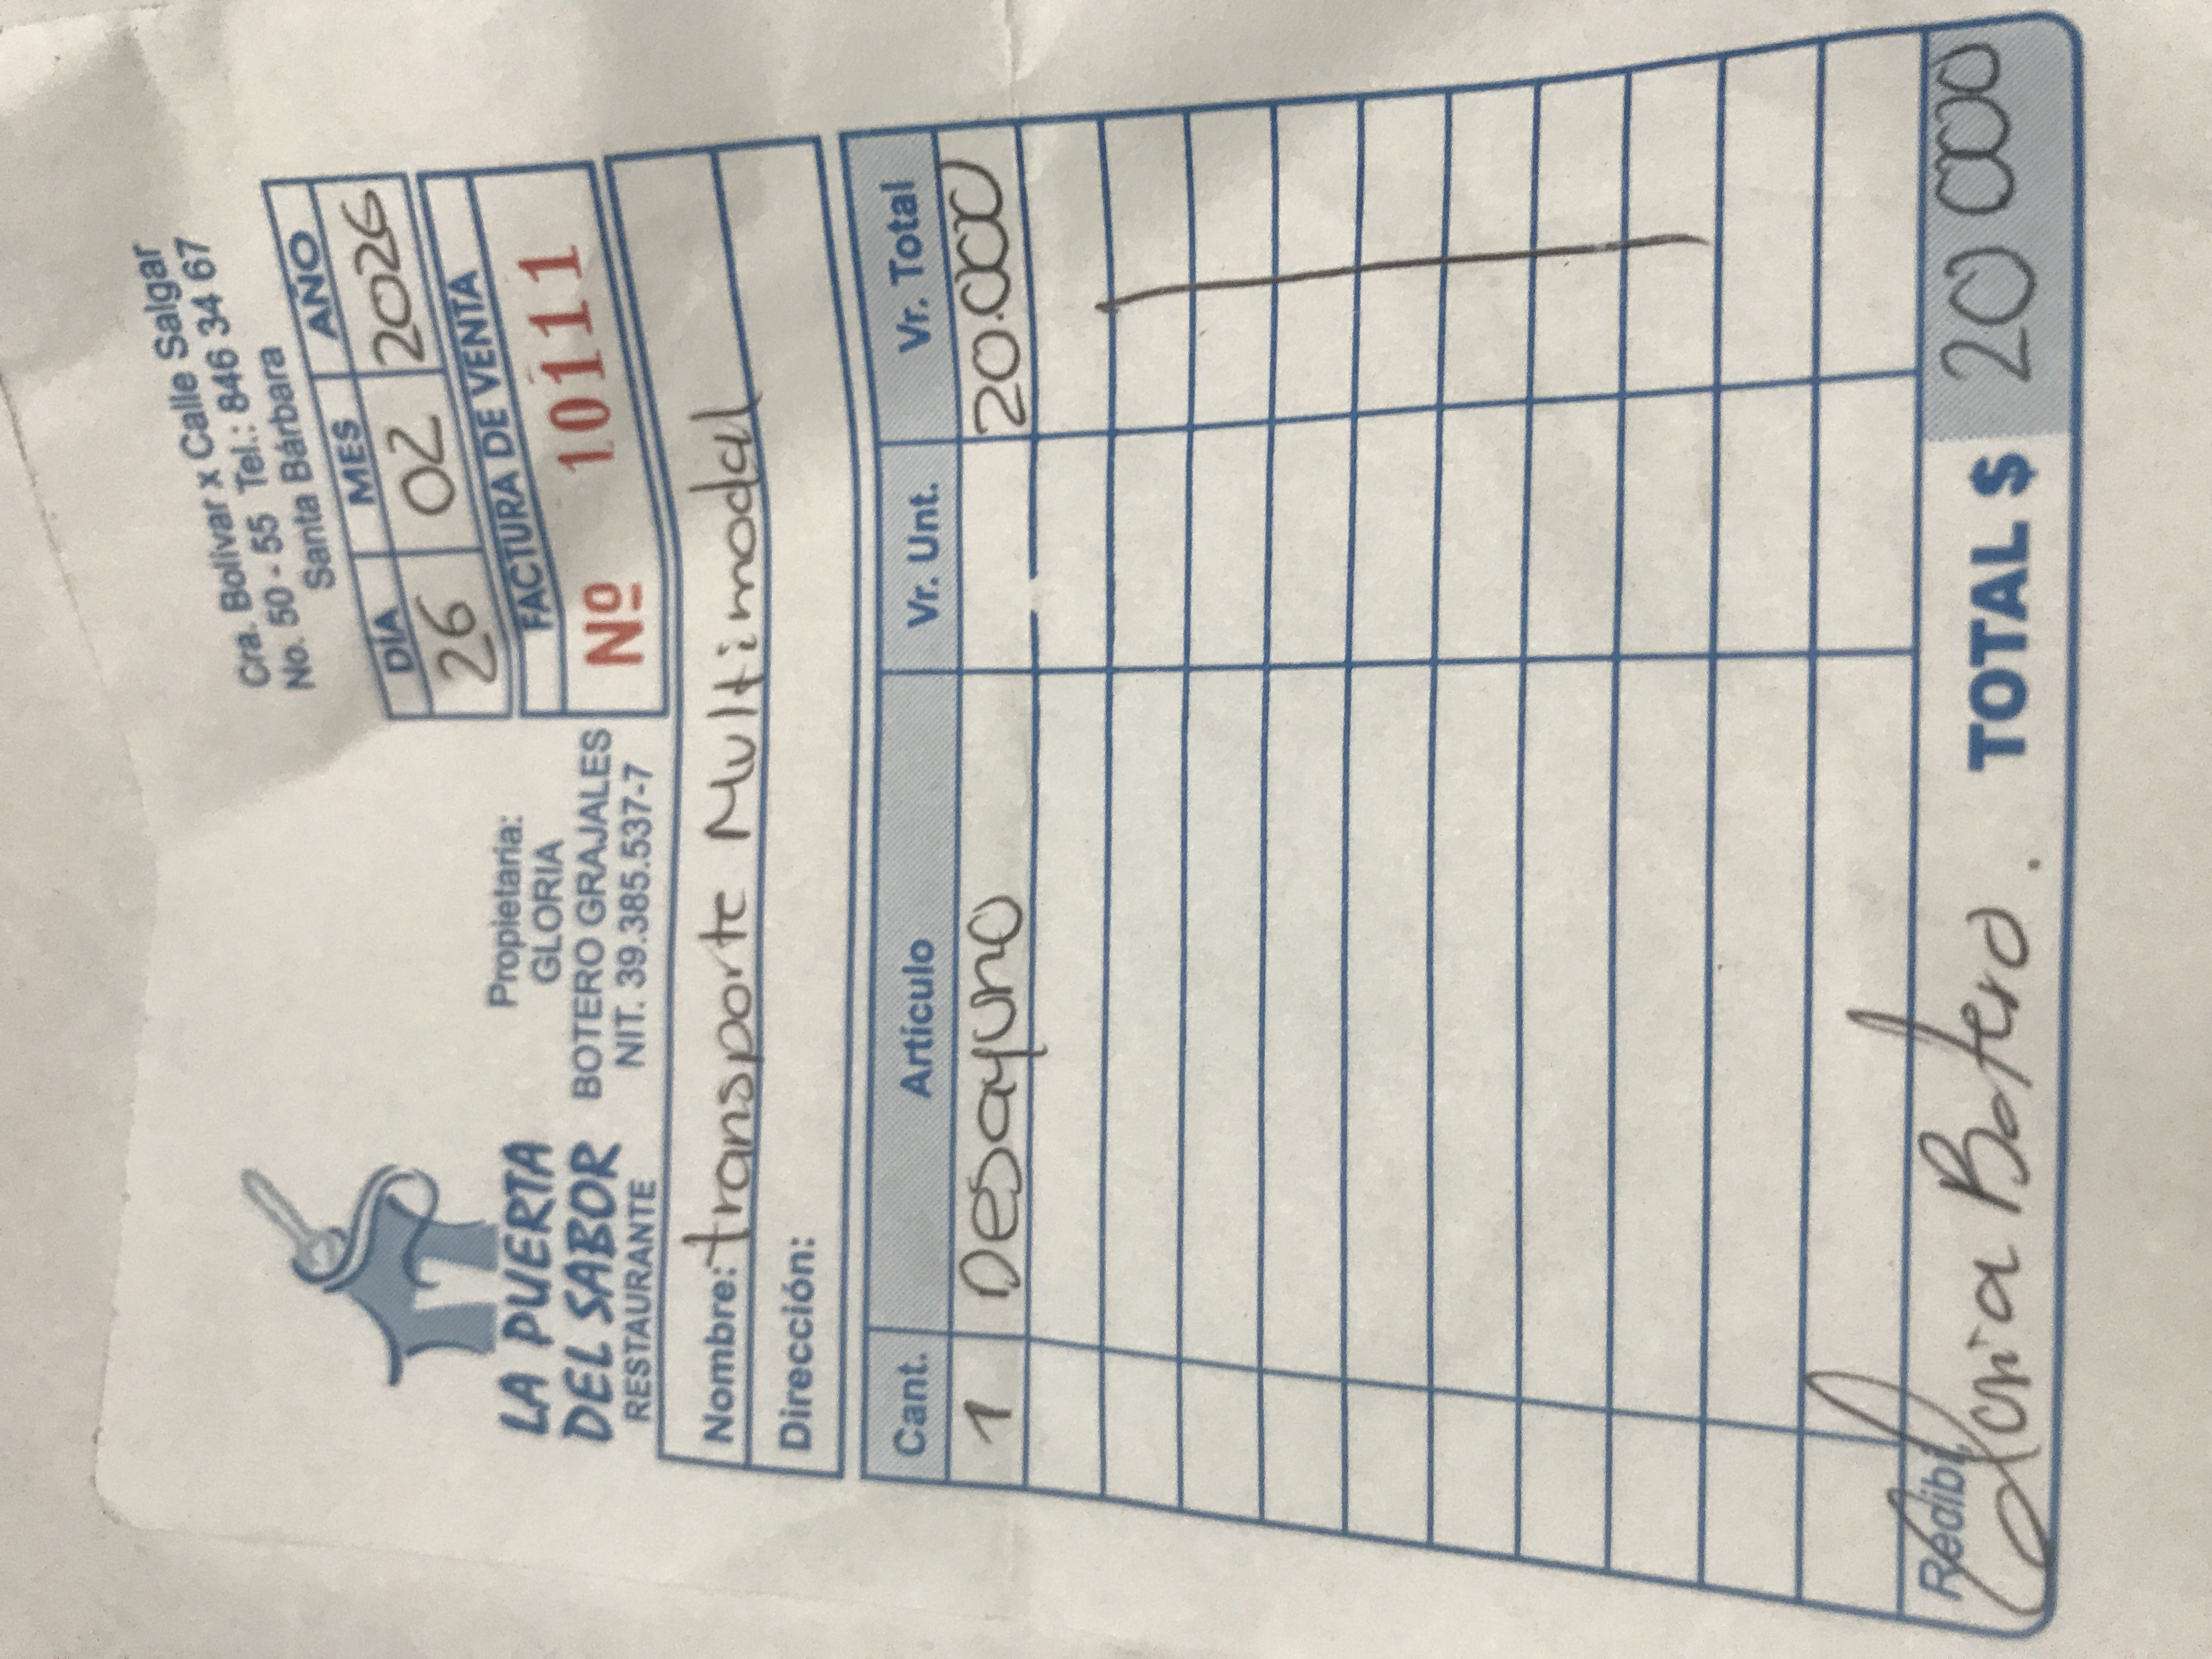 LA PUERTA
DEL SABOR
RESTAURANTE
Propietaria:
GLORIA
BOTERO GRAJALES
NIT. 39.385.537-7
Cra. Bolívar x Calle Salgar
No. 50 - 55 Tel.: 846 34 67
Santa Bárbara
DÍA MES AÑO
26 02 2026
FACTURA DE VENTA
Nº 10111
Nombre: transporte Multimodal
Dirección:
Cant. Artículo Vr. Unt. Vr. Total
1 Desayuno 20.000
Recibí, Gloria Botero. TOTAL $ 20 000